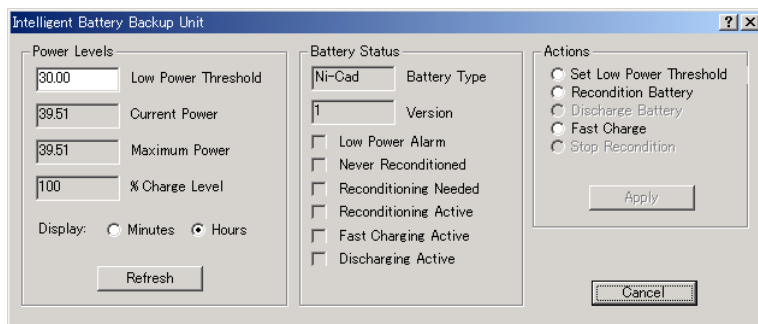 Intelligent Battery Backup Unit
Power Levels
30.00 Low Power Threshold
39.51 Current Power
39.51 Maximum Power
100 % Charge Level
Display: Minutes Hours
Refresh
Battery Status
Ni-Cad Battery Type
1 Version
Low Power Alarm
Never Reconditioned
Reconditioning Needed
Reconditioning Active
Fast Charging Active
Discharging Active
Actions
Set Low Power Threshold
Recondition Battery
Discharge Battery
Fast Charge
Stop Recondition
Apply
Cancel